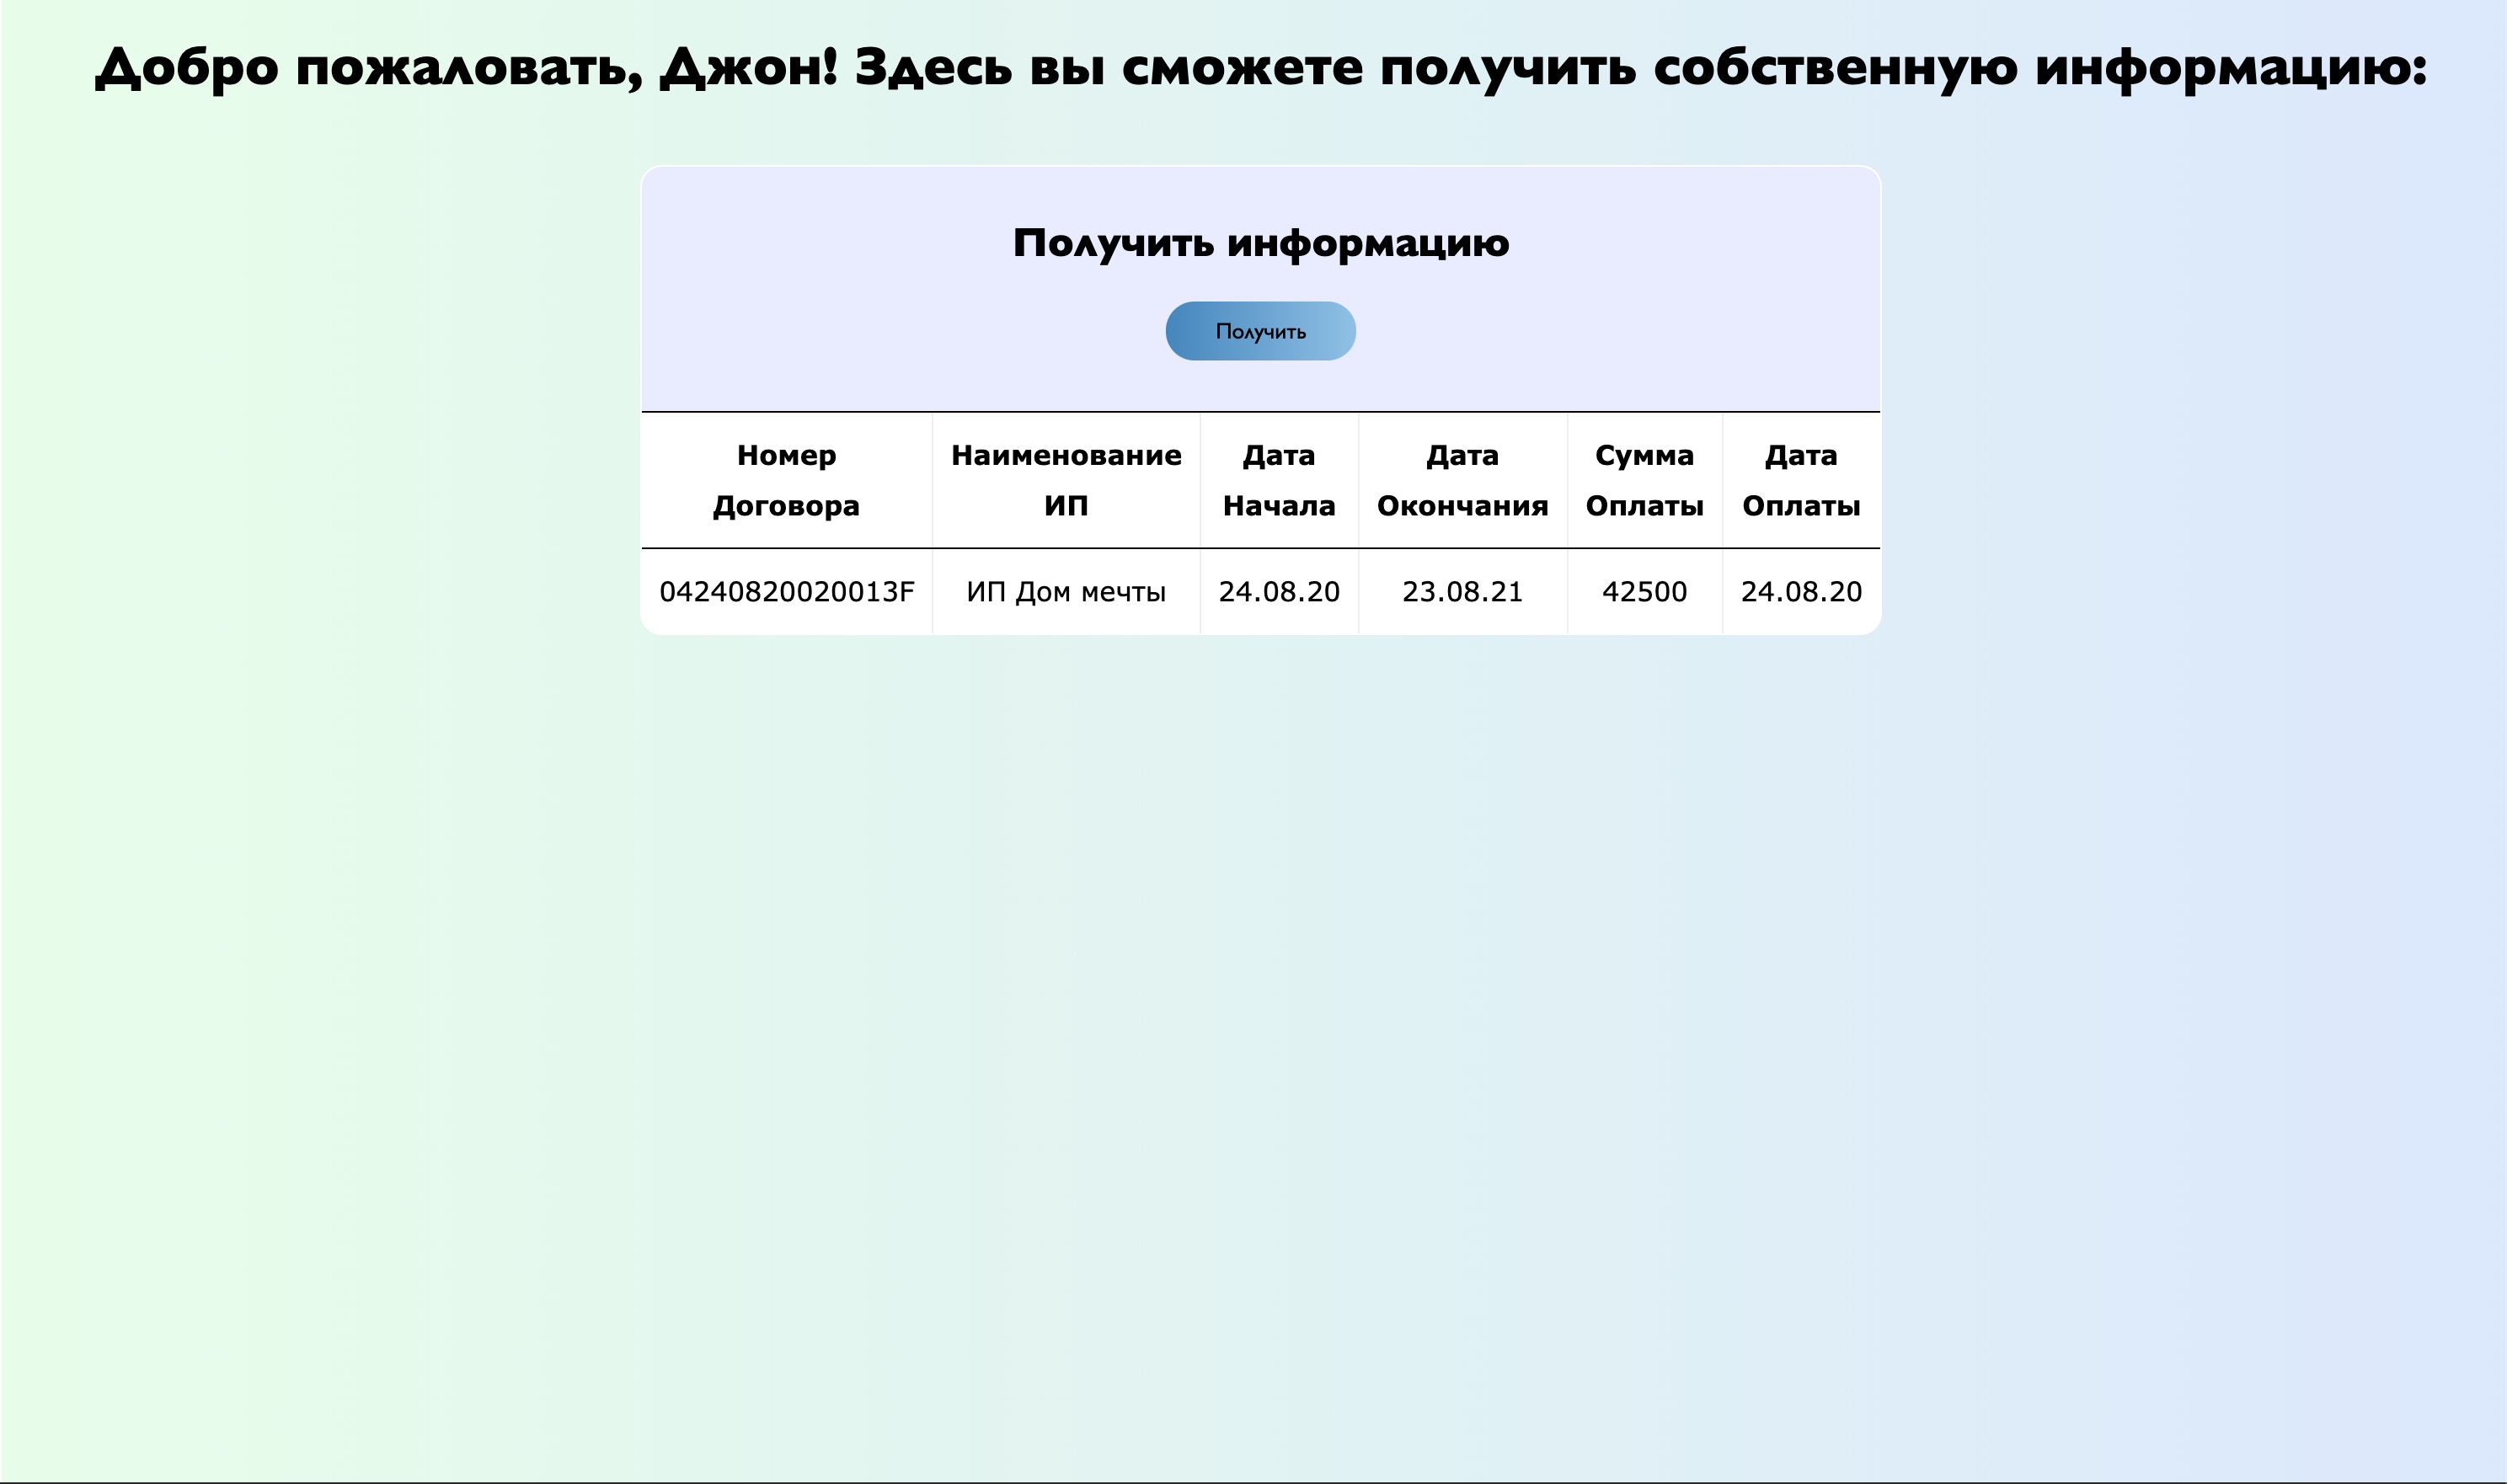 Добро пожаловать, Джон! Здесь вы сможете получить собственную информацию:
Получить информацию
Получить
Номер Договора Наименование ИП Дата Начала Дата Окончания Сумма Оплаты Дата Оплаты
04240820020013F ИП Дом мечты 24.08.20 23.08.21 42500 24.08.20